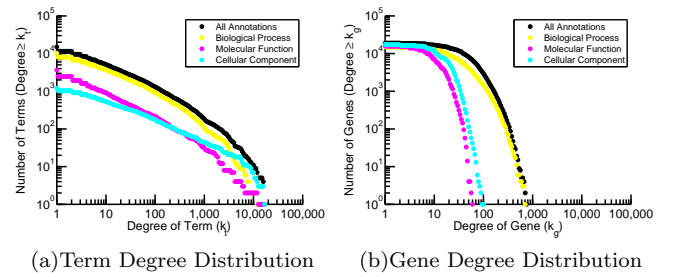 Number of Terms (Degree≥ k_t)
10^5
10^4
10^3
10^2
10^1
10^0
1
10
100
1,000
10,000
100,000
Degree of Term (k_t)
All Annotations
Biological Process
Molecular Function
Cellular Component
(a)Term Degree Distribution
Number of Genes (Degree≥ k_g)
10^5
10^4
10^3
10^2
10^1
10^0
1
10
100
1,000
10,000
100,000
Degree of Gene (k_g)
All Annotations
Biological Process
Molecular Function
Cellular Component
(b)Gene Degree Distribution